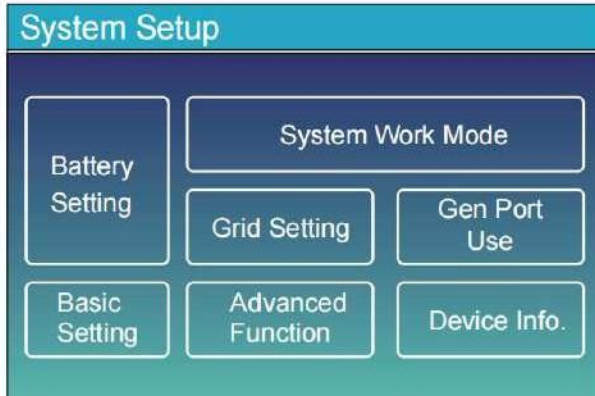 System Setup
Battery
Setting
System Work Mode
Grid Setting
Gen Port
Use
Basic
Setting
Advanced
Function
Device Info.